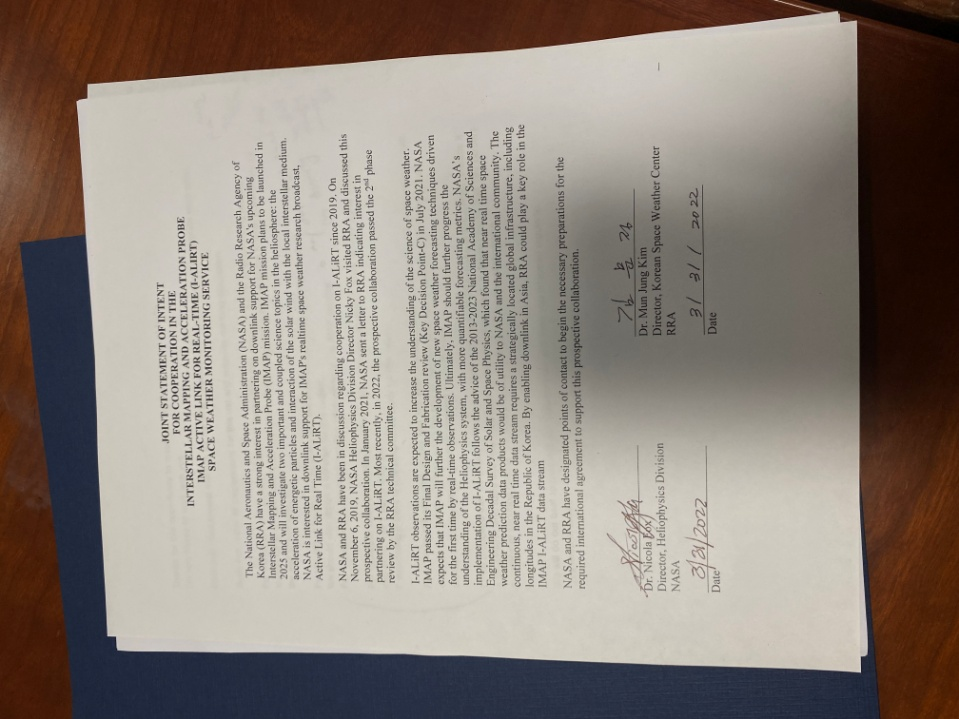 JOINT STATEMENT OF INTENT
FOR COOPERATION IN THE
INTERSTELLAR MAPPING AND ACCELERATION PROBE
IMAP ACTIVE LINK FOR REAL-TIME (I-ALIRT)
SPACE WEATHER MONITORING SERVICE
The National Aeronautics and Space Administration (NASA) and the Radio Research Agency of
Korea (RRA) have a strong interest in partnering on downlink support for NASA's upcoming
Interstellar Mapping and Acceleration Probe (IMAP) mission. IMAP mission plans to be launched in
2025 and will investigate two important and coupled science topics in the heliosphere: the
acceleration of energetic particles and interaction of the solar wind with the local interstellar medium.
NASA is interested in downlink support for IMAP's realtime space weather research broadcast,
Active Link for Real Time (I-ALiRT).
NASA and RRA have been in discussion regarding cooperation on I-ALiRT since 2019. On
November 6, 2019, NASA Heliophysics Division Director Nicky Fox visited RRA and discussed this
prospective collaboration. In January 2021, NASA sent a letter to RRA indicating interest in
partnering on I-ALiRT. Most recently, in 2022, the prospective collaboration passed the 2nd phase
review by the RRA technical committee.
I-ALiRT observations are expected to increase the understanding of the science of space weather.
IMAP passed its Final Design and Fabrication review (Key Decision Point-C) in July 2021. NASA
expects that IMAP will further the development of new space weather forecasting techniques driven
for the first time by real-time observations. Ultimately, IMAP should further progress the
understanding of the Heliophysics system, with more quantifiable forecasting metrics. NASA's
implementation of I-ALiRT follows the advice of the 2013-2023 National Academy of Sciences and
Engineering Decadal Survey of Solar and Space Physics, which found that near real time space
weather prediction data products would be of utility to NASA and the international community. The
continuous, near real time data stream requires a strategically located global infrastructure, including
longitudes in the Republic of Korea. By enabling downlink in Asia, RRA could play a key role in the
IMAP I-ALiRT data stream
NASA and RRA have designated points of contact to begin the necessary preparations for the
required international agreement to support this prospective collaboration.
Dr. Nicola Fox
Director, Heliophysics Division
NASA
Date
김 문 정
Dr. Mun Jung Kim
Director, Korean Space Weather Center
RRA
3/31/2022
Date